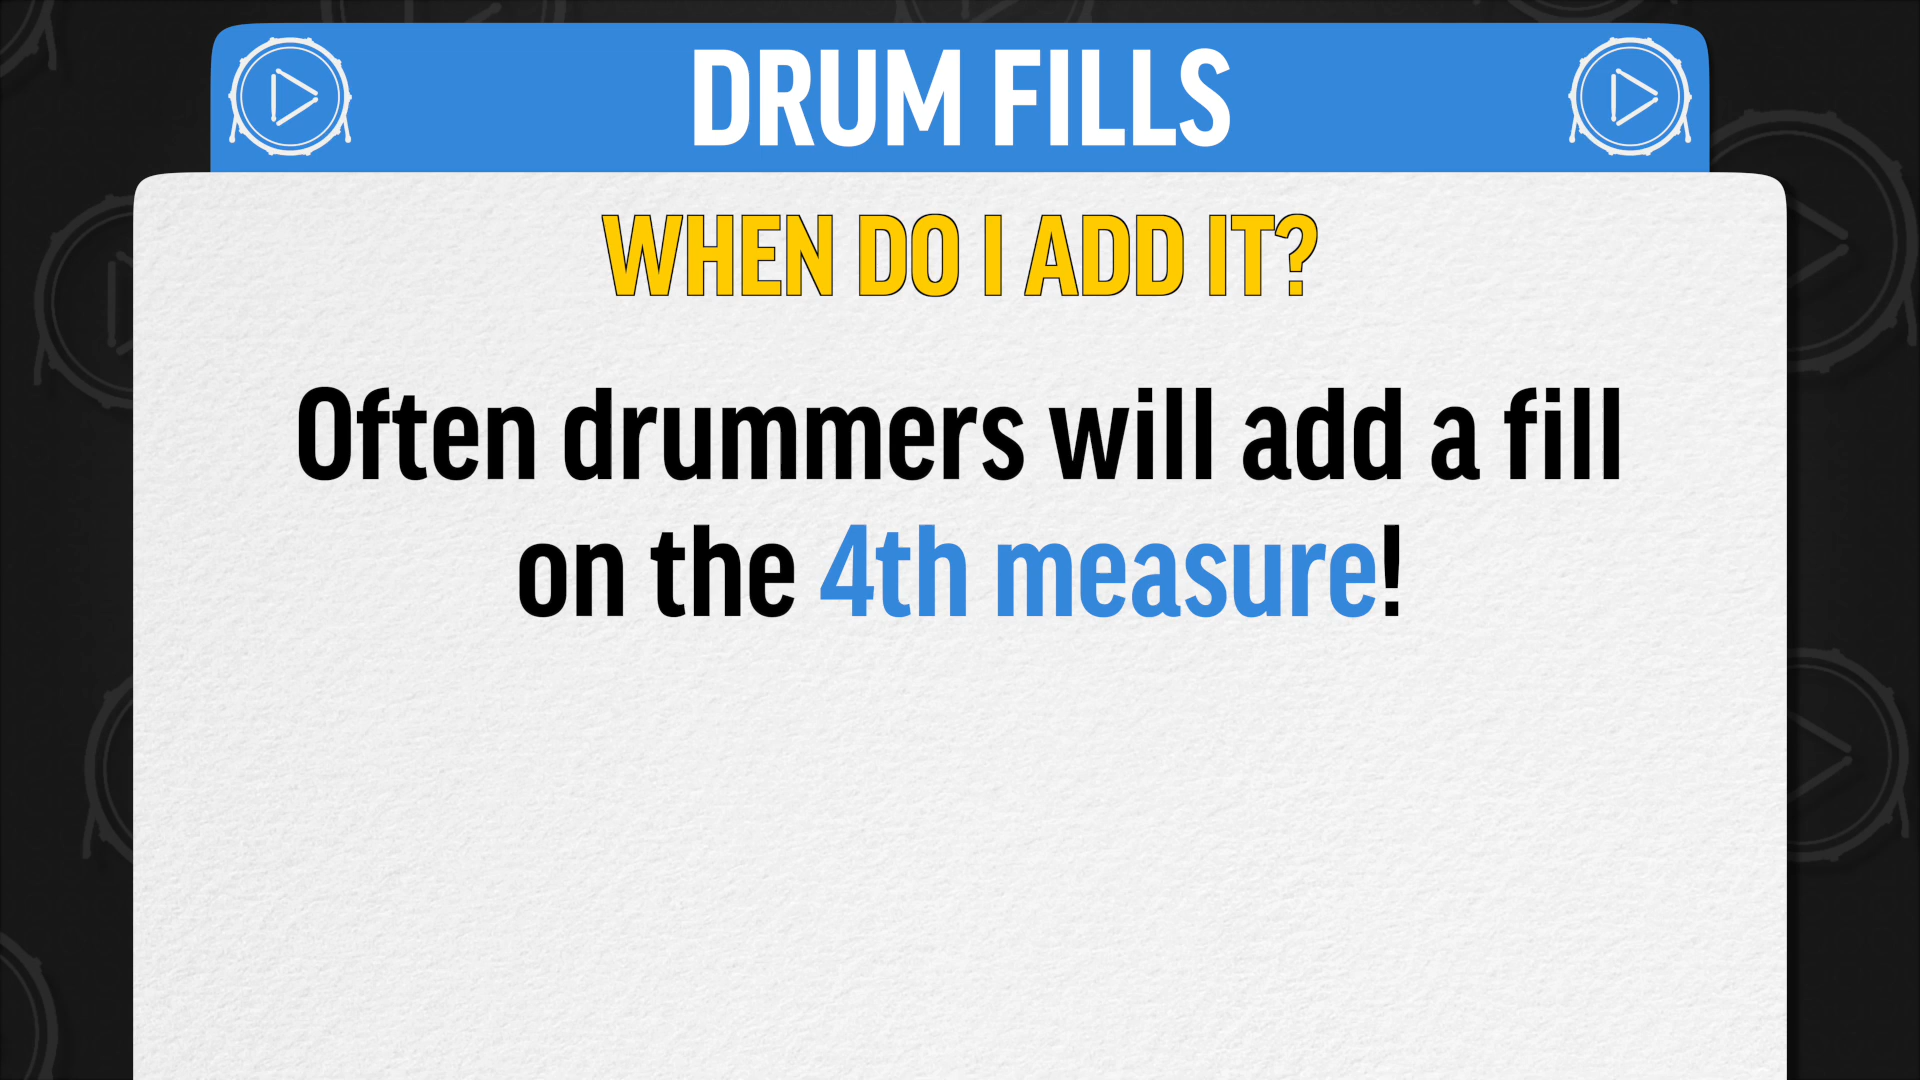 DRUM FILLS
WHEN DO I ADD IT?
Often drummers will add a fill
on the 4th measure!